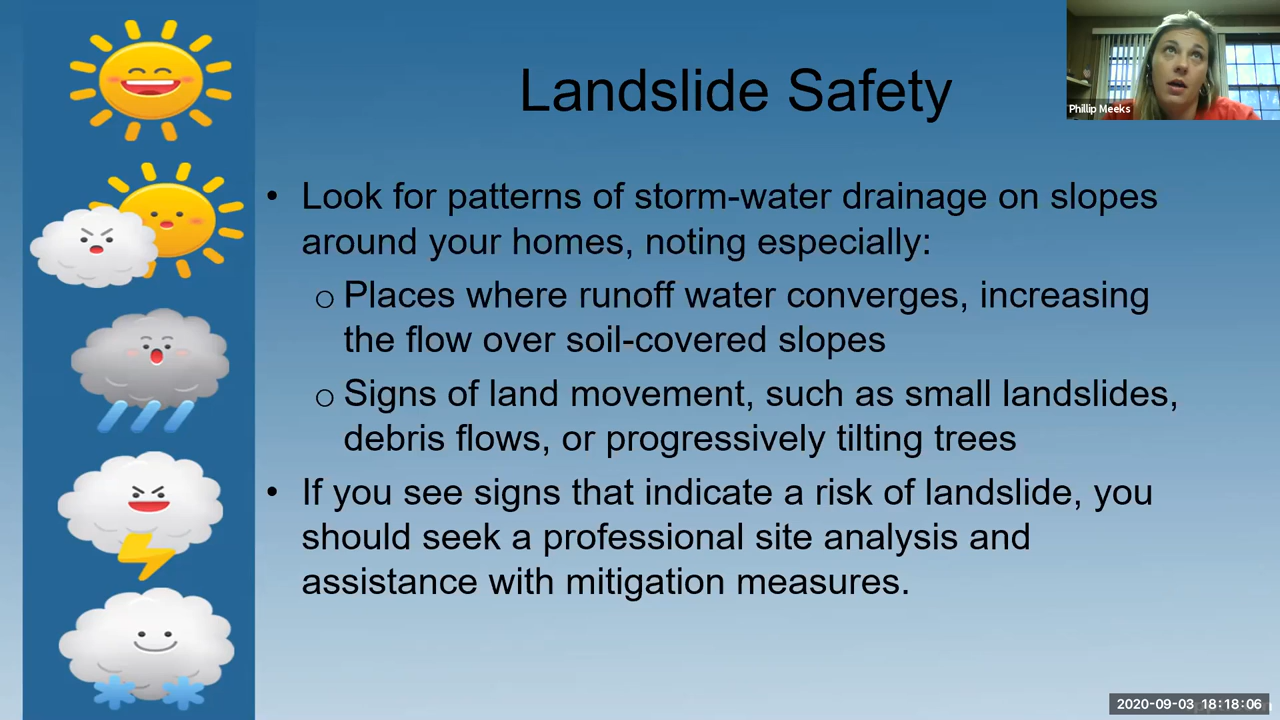 Landslide Safety
Phillip Meeks
• Look for patterns of storm-water drainage on slopes
around your homes, noting especially:
o Places where runoff water converges, increasing
the flow over soil-covered slopes
o Signs of land movement, such as small landslides,
debris flows, or progressively tilting trees
• If you see signs that indicate a risk of landslide, you
should seek a professional site analysis and
assistance with mitigation measures.
2020-09-03 18:18:06